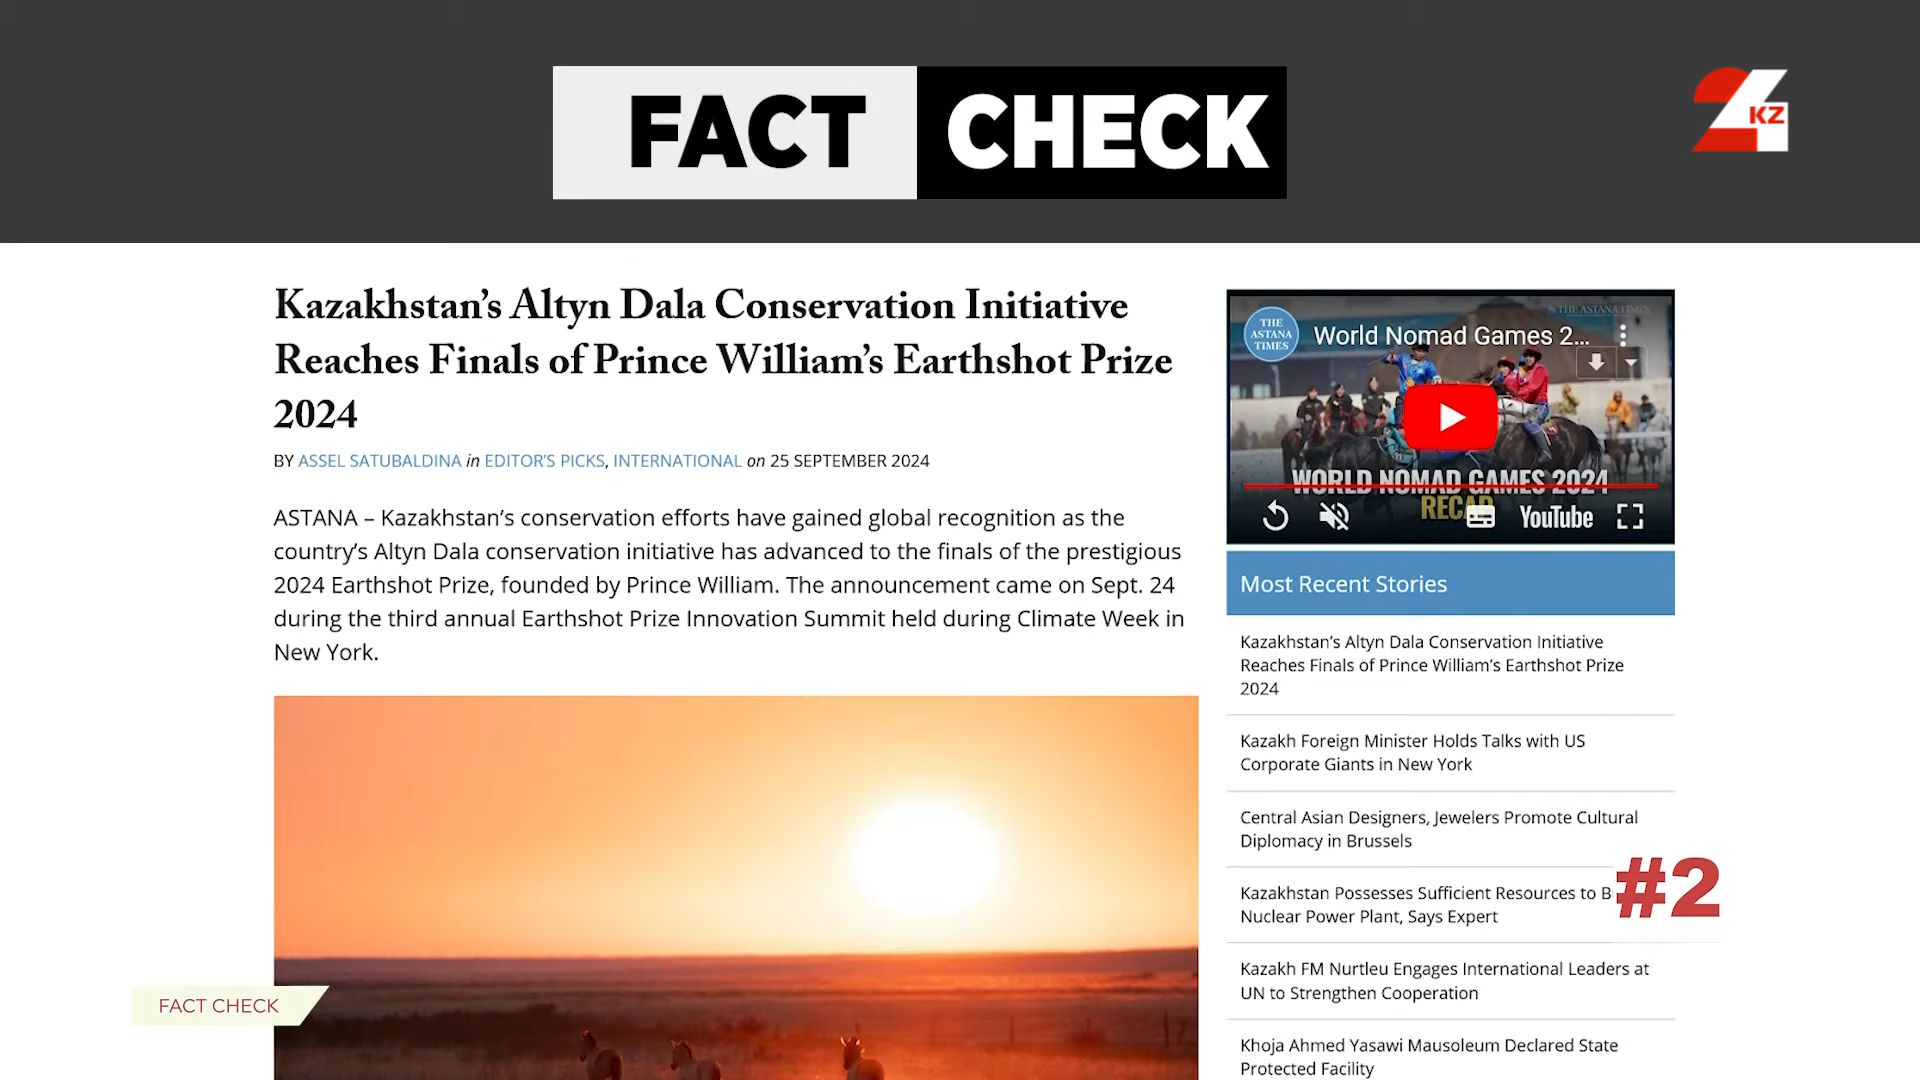 FACT CHECK
24 KZ
Kazakhstan’s Altyn Dala Conservation Initiative
Reaches Finals of Prince William’s Earthshot Prize
2024
BY ASSEL SATUBALDINA in EDITOR’S PICKS, INTERNATIONAL on 25 SEPTEMBER 2024
ASTANA – Kazakhstan’s conservation efforts have gained global recognition as the
country’s Altyn Dala conservation initiative has advanced to the finals of the prestigious
2024 Earthshot Prize, founded by Prince William. The announcement came on Sept. 24
during the third annual Earthshot Prize Innovation Summit held during Climate Week in
New York.
THE ASTANA TIMES
THE
ASTANA
TIMES
World Nomad Games 2...
WORLD NOMAD GAMES 2024
RECAP
YouTube
Most Recent Stories
Kazakhstan’s Altyn Dala Conservation Initiative
Reaches Finals of Prince William’s Earthshot Prize
2024
Kazakh Foreign Minister Holds Talks with US
Corporate Giants in New York
Central Asian Designers, Jewelers Promote Cultural
Diplomacy in Brussels
Kazakhstan Possesses Sufficient Resources to B
Nuclear Power Plant, Says Expert
#2
Kazakh FM Nurtleu Engages International Leaders at
UN to Strengthen Cooperation
Khoja Ahmed Yasawi Mausoleum Declared State
Protected Facility
FACT CHECK